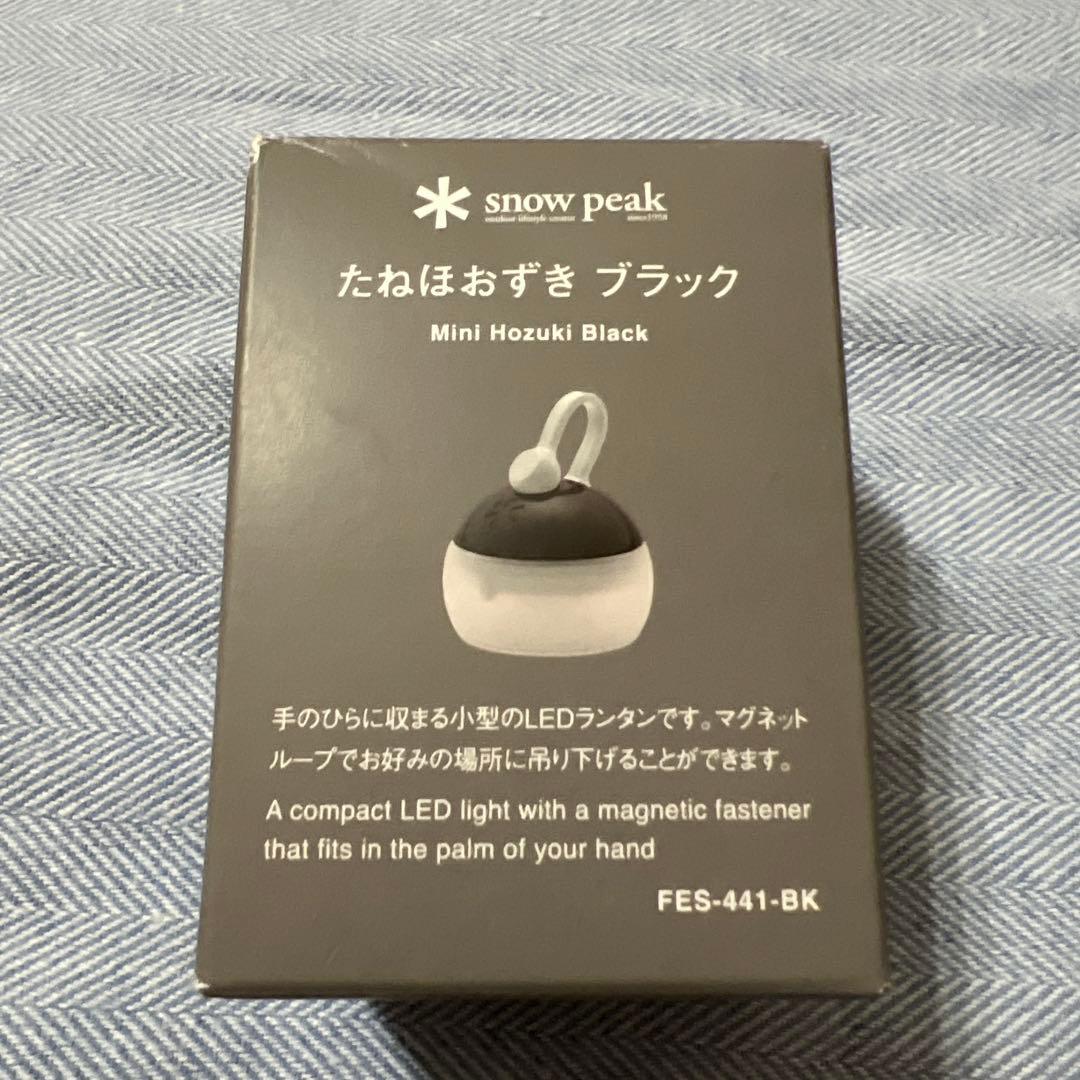 snow peak
outdoor lifestyle creator since1958
たねほおずき ブラック
Mini Hozuki Black
手のひらに収まる小型のLEDランタンです。マグネット
ループでお好みの場所に吊り下げることができます。
A compact LED light with a magnetic fastener
that fits in the palm of your hand
FES-441-BK